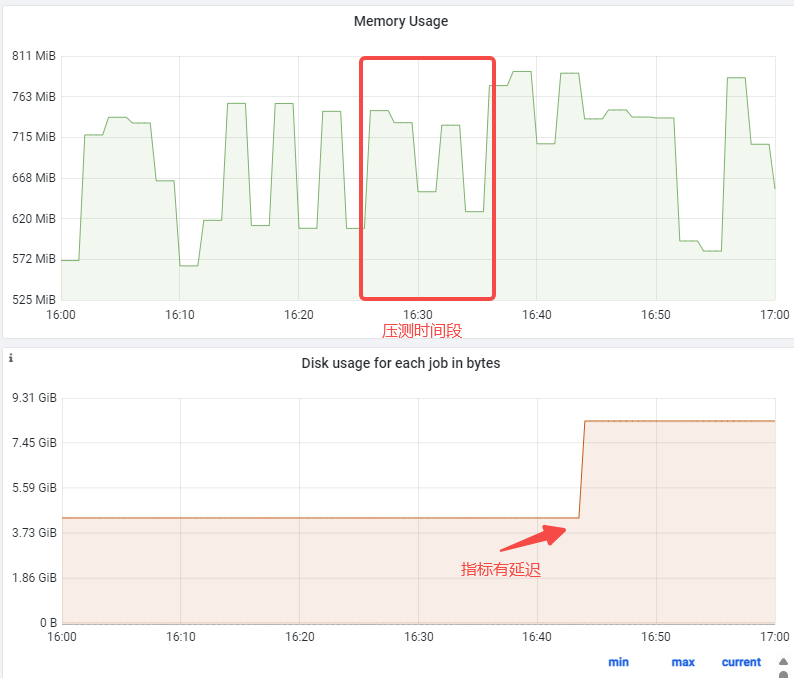 Memory Usage
811 MiB
763 MiB
715 MiB
668 MiB
620 MiB
572 MiB
525 MiB
16:00 16:10 16:20 16:30 16:40 16:50 17:00
压测时间段
i
Disk usage for each job in bytes
9.31 GiB
7.45 GiB
5.59 GiB
3.73 GiB
1.86 GiB
0 B
指标有延迟
16:00 16:10 16:20 16:30 16:40 16:50 17:00
min max current